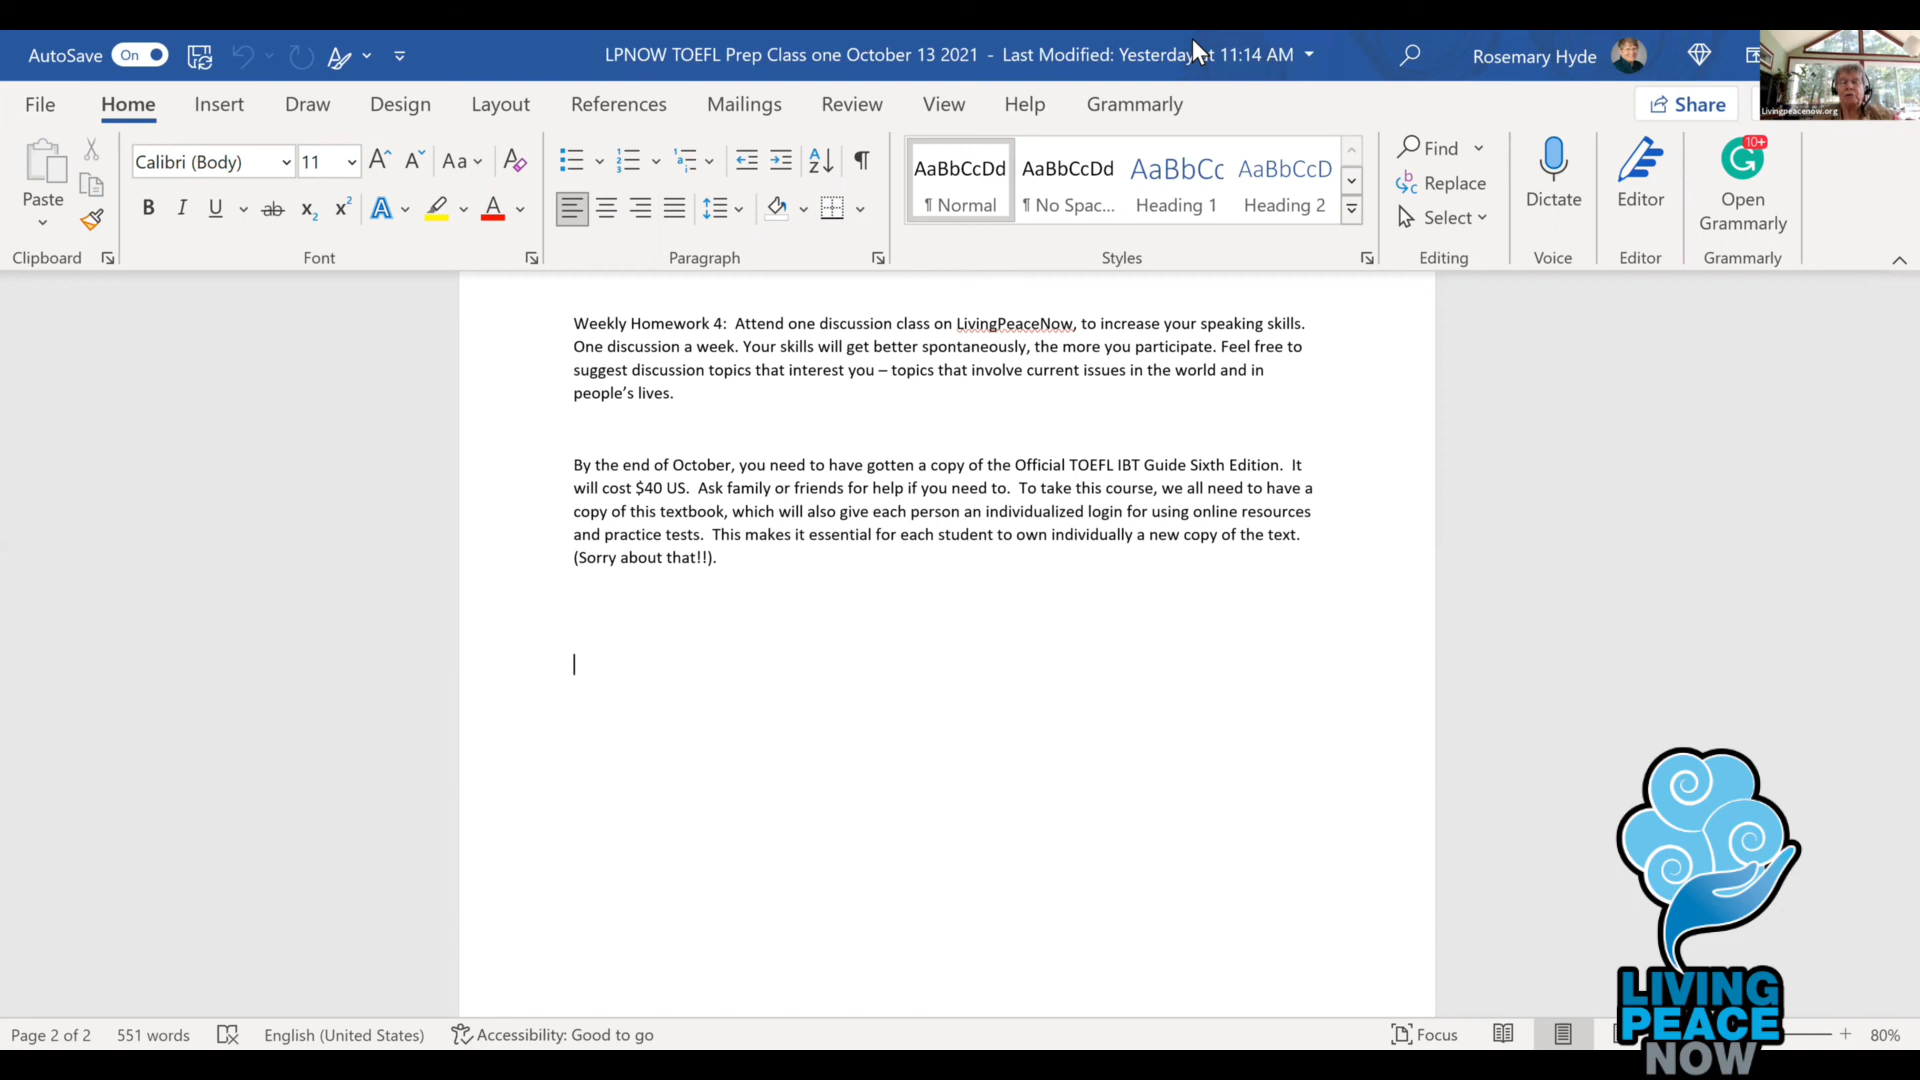 AutoSave On LPNOW TOEFL Prep Class one October 13 2021 - Last Modified: Yesterday at 11:14 AM Rosemary Hyde
Livingpeacenow.org
File Home Insert Draw Design Layout References Mailings Review View Help Grammarly Share
Paste
Calibri (Body) 11 Aa
B I U ab x₂ x² A A
AaBbCcDd AaBbCcDd AaBbCc AaBbCcD
¶ Normal ¶ No Spac... Heading 1 Heading 2
Find
Replace
Select
Dictate
Editor
10+
Open
Grammarly
Clipboard Font Paragraph Styles Editing Voice Editor Grammarly
Weekly Homework 4:  Attend one discussion class on LivingPeaceNow, to increase your speaking skills.
One discussion a week. Your skills will get better spontaneously, the more you participate. Feel free to
suggest discussion topics that interest you – topics that involve current issues in the world and in
people's lives.
By the end of October, you need to have gotten a copy of the Official TOEFL IBT Guide Sixth Edition.  It
will cost $40 US.  Ask family or friends for help if you need to.  To take this course, we all need to have a
copy of this textbook, which will also give each person an individualized login for using online resources
and practice tests.  This makes it essential for each student to own individually a new copy of the text.
(Sorry about that!!).
LIVING
PEACE
NOW
Page 2 of 2 551 words English (United States) Accessibility: Good to go Focus 80%